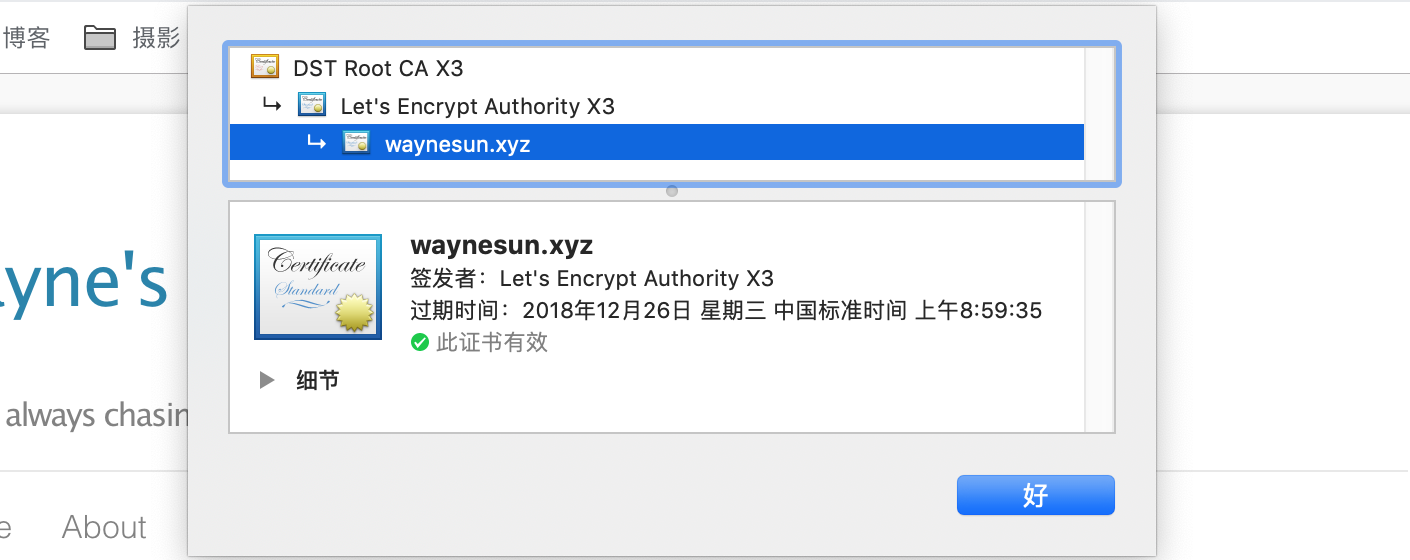 博客 摄影
DST Root CA X3
Let's Encrypt Authority X3
waynesun.xyz
yne's
always chasin
About
Certificate
Standard
waynesun.xyz
签发者：Let's Encrypt Authority X3
过期时间：2018年12月26日 星期三 中国标准时间 上午8:59:35
此证书有效
细节
好